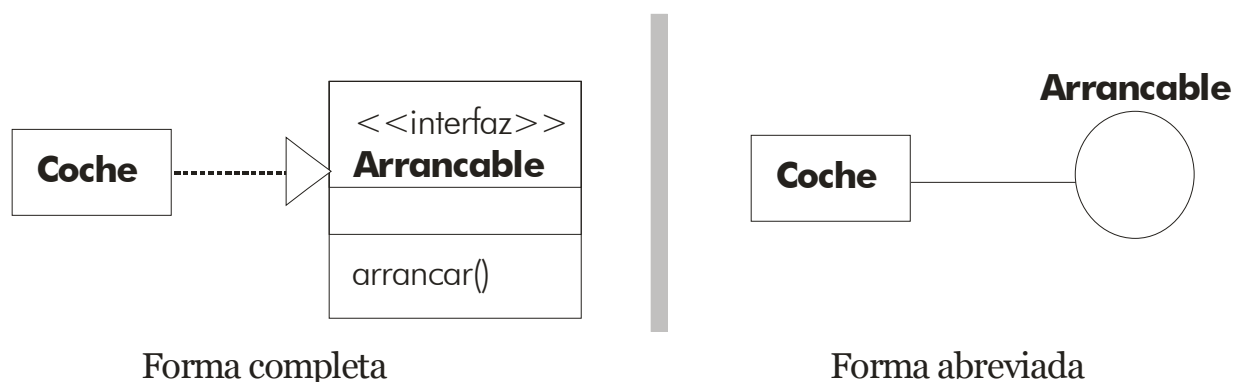 Coche
<<interfaz>>
Arrancable
arrancar()
Forma completa
Arrancable
Coche
Forma abreviada